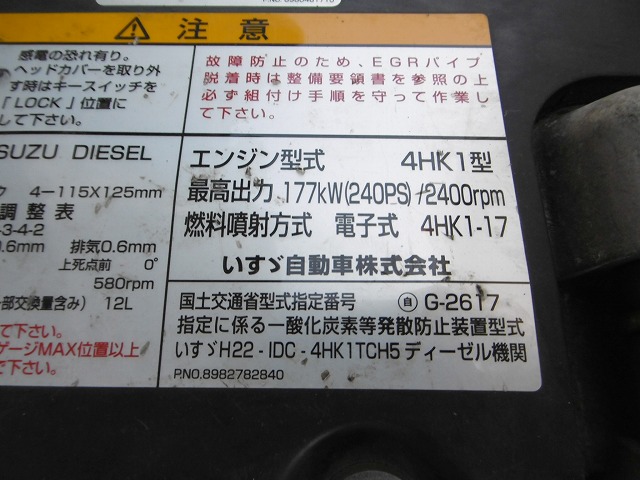 P.NO.8980481110
注意
感電の恐れ有り。
ヘッドカバーを取り外
す時はキースイッチを
「LOCK」位置に
して下さい。
故障防止のため、EGRパイプ
脱着時は整備要領書を参照の上
必ず組付け手順を守って作業し
て下さい。
SUZU DIESEL
4-115X125mm
調整表
-3-4-2
0.6mm 排気0.6mm
上死点前 0°
580rpm
部交換量含み) 12L
て下さい。
ゲージMAX位置以上
で下さい。
エンジン型式 4HK1型
最高出力 177kW(240PS)/2400rpm
燃料噴射方式 電子式 4HK1-17
いすゞ自動車株式会社
国土交通省型式指定番号 自 G-2617
指定に係る一酸化炭素等発散防止装置型式
いすゞH22-IDC-4HK1TCH5 ディーゼル機関
P.NO.8982782840